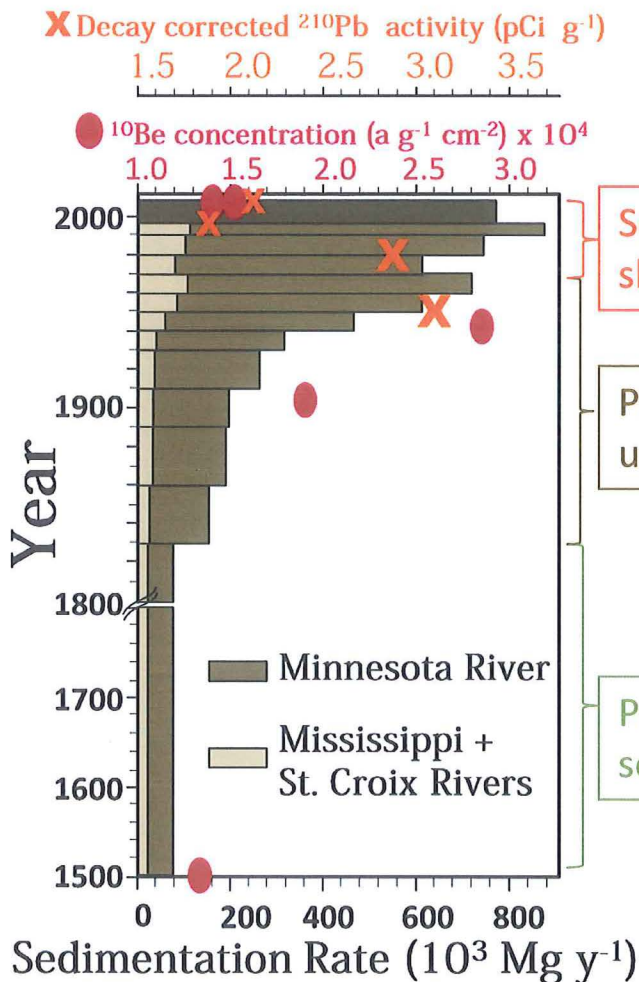 X Decay corrected ²¹⁰Pb activity (pCi g⁻¹)
1.5 2.0 2.5 3.0 3.5
¹⁰Be concentration (a g⁻¹ cm⁻²) x 10⁴
1.0 1.5 2.0 2.5 3.0
2000
1900
1800
1700
1600
1500
Year
X
X
X
X
Minnesota River
Mississippi +
St. Croix Rivers
0 200 400 600 800
Sedimentation Rate (10³ Mg y⁻¹)
S
P
u
P